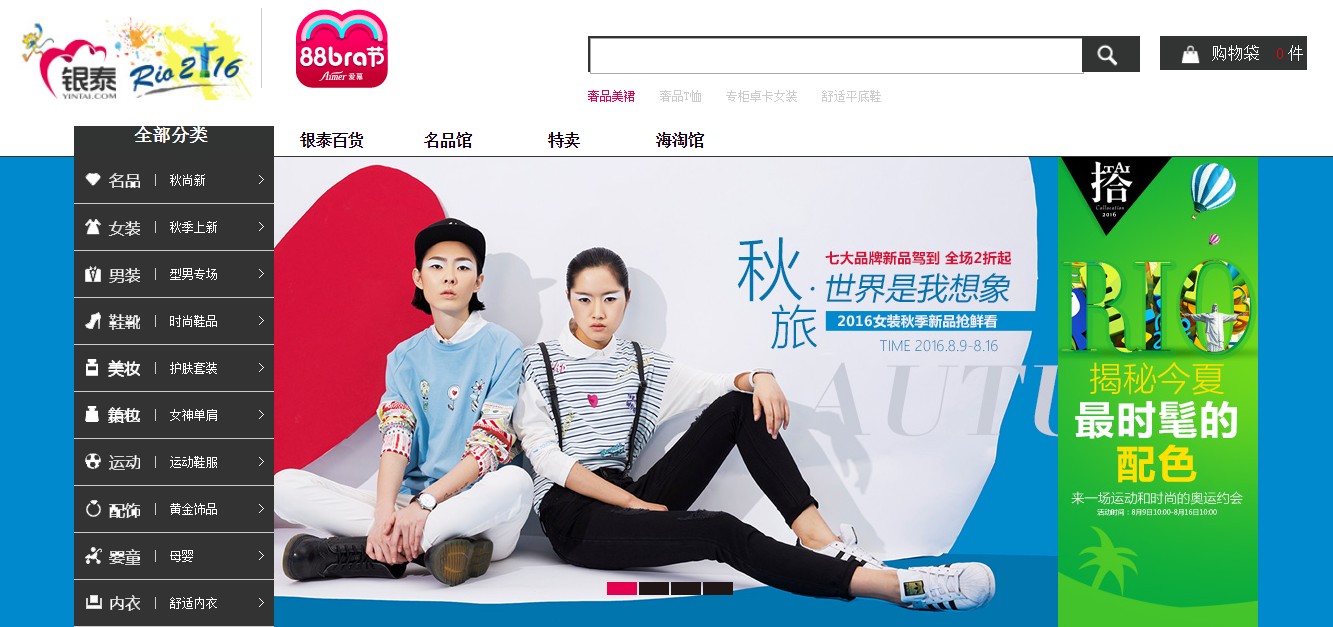 银泰
YINTAI.COM
Rio 2016
88bra节
Aimer 爱慕
购物袋 0 件
奢品美裙 奢品T恤 专柜卓卡女装 舒适平底鞋
全部分类
银泰百货 名品馆 特卖 海淘馆
名品 | 秋尚新
女装 | 秋季上新
男装 | 型男专场
鞋靴 | 时尚鞋品
美妆 | 护肤套装
箱包 | 女神单肩
运动 | 运动鞋服
配饰 | 黄金饰品
婴童 | 母婴
内衣 | 舒适内衣
秋·旅
七大品牌新品驾到 全场2折起
世界是我想象
2016女装秋季新品抢鲜看
TIME 2016.8.9-8.16
AUTU
拾
ITAI
Collecation
2016
RIO
揭秘今夏
最时髦的
配色
来一场运动和时尚的奥运约会
活动时间：8月9日10:00-8月16日10:00